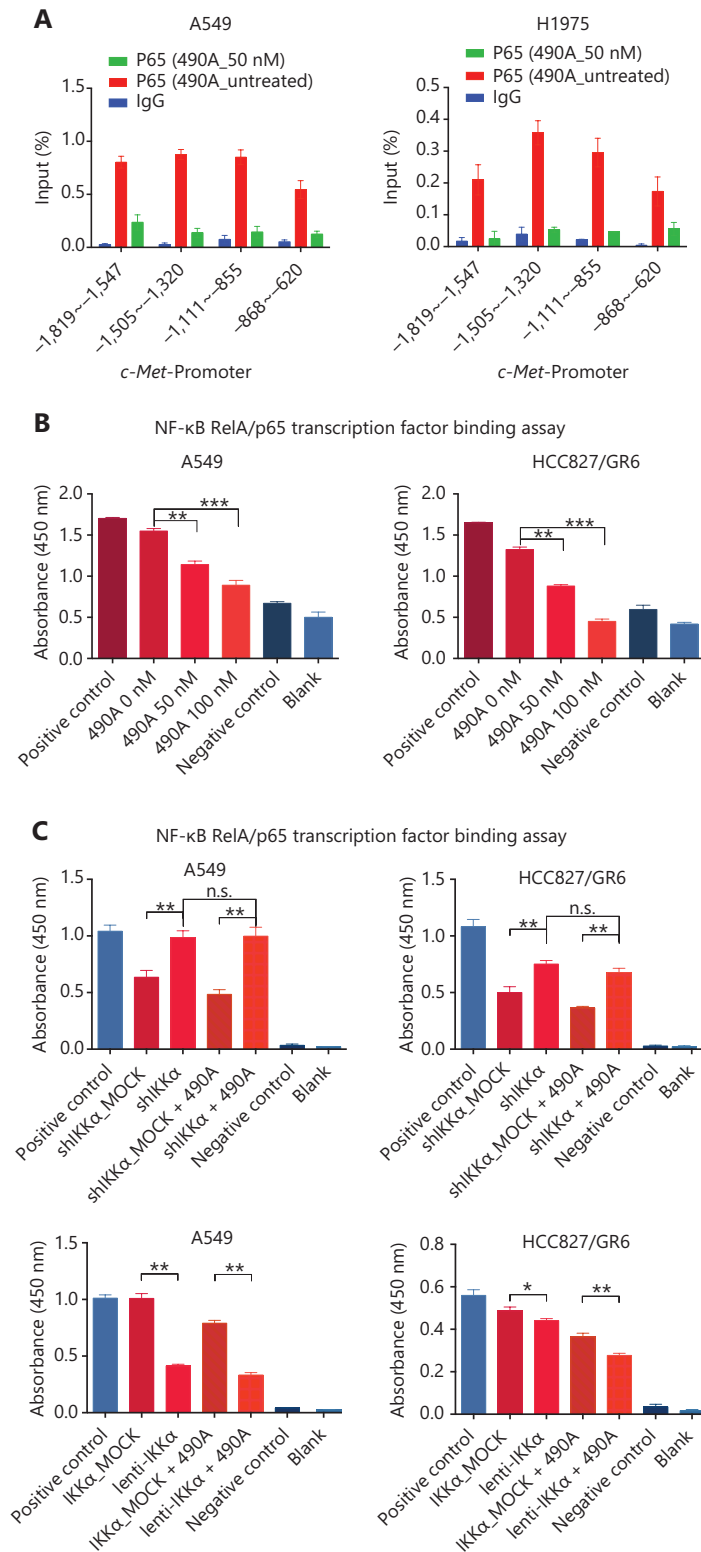 A
A549
P65 (490A_50 nM)
P65 (490A_untreated)
IgG
Input (%)
1.0
0.5
0.0
–1,819~–1,547
–1,505~–1,320
–1,111~–855
–868~–620
c-Met-Promoter
H1975
P65 (490A_50 nM)
P65 (490A_untreated)
IgG
Input (%)
0.5
0.4
0.3
0.2
0.1
0.0
–1,819~–1,547
–1,505~–1,320
–1,111~–855
–868~–620
c-Met-Promoter
B
NF-κB RelA/p65 transcription factor binding assay
A549
Absorbance (450 nm)
2.0
1.5
1.0
0.5
0.0
***
**
Positive control
490A 0 nM
490A 50 nM
490A 100 nM
Negative control
Blank
HCC827/GR6
Absorbance (450 nm)
2.0
1.5
1.0
0.5
0.0
***
**
Positive control
490A 0 nM
490A 50 nM
490A 100 nM
Negative control
Blank
C
NF-κB RelA/p65 transcription factor binding assay
A549
Absorbance (450 nm)
1.5
1.0
0.5
0.0
n.s.
**
**
Positive control
shIKKα_MOCK
shIKKα
shIKKα_MOCK + 490A
shIKKα + 490A
Negative control
Blank
HCC827/GR6
Absorbance (450 nm)
1.5
1.0
0.5
0.0
n.s.
**
**
Positive control
shIKKα_MOCK
shIKKα
shIKKα_MOCK + 490A
shIKKα + 490A
Negative control
Bank
A549
Absorbance (450 nm)
1.5
1.0
0.5
0.0
**
**
Positive control
IKKα_MOCK
lenti-IKKα
IKKα_MOCK + 490A
lenti-IKKα + 490A
Negative control
Blank
HCC827/GR6
Absorbance (450 nm)
0.8
0.6
0.4
0.2
0.0
*
**
Positive control
IKKα_MOCK
lenti-IKKα
IKKα_MOCK + 490A
lenti-IKKα + 490A
Negative control
Blank